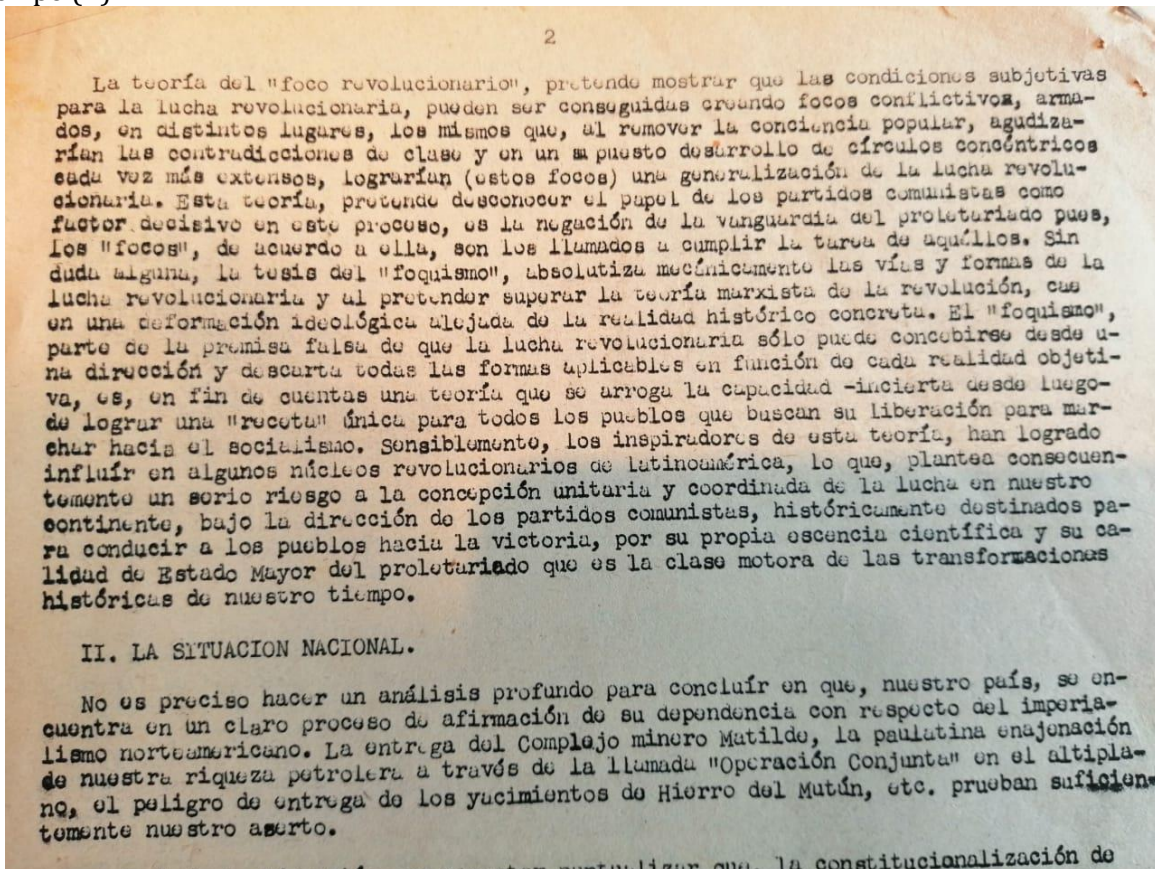 2
La teoría del "foco revolucionario", pretende mostrar que las condiciones subjetivas
para la lucha revolucionaria, pueden ser conseguidas creando focos conflictivos, arma-
dos, en distintos lugares, los mismos que, al remover la conciencia popular, agudiza-
rían las contradicciones de clase y en un su puesto desarrollo de círculos concéntricos
cada vez más extensos, lograrían (estos focos) una generalización de la lucha revolu-
cionaria. Esta teoría, pretende desconocer el papel de los partidos comunistas como
factor decisivo en este proceso, es la negación de la vanguardia del proletariado pues,
los "focos", de acuerdo a ella, son los llamados a cumplir la tarea de aquéllos. Sin
duda alguna, la tesis del "foquismo", absolutiza mecánicamente las vías y formas de la
lucha revolucionaria y al pretender superar la teoría marxista de la revolución, cae
en una deformación ideológica alejada de la realidad histórico concreta. El "foquismo",
parte de la premisa falsa de que la lucha revolucionaria sólo puede concebirse desde u-
na dirección y descarta todas las formas aplicables en función de cada realidad objeti-
va, es, en fin de cuentas una teoría que se arroga la capacidad -incierta desde luego-
de lograr una "receta" única para todos los pueblos que buscan su liberación para mar-
char hacia el socialismo. Sensiblemente, los inspiradores de esta teoría, han logrado
influír en algunos núcleos revolucionarios de Latinoamérica, lo que, plantea consecuen-
temente un serio riesgo a la concepción unitaria y coordinada de la lucha en nuestro
continente, bajo la dirección de los partidos comunistas, históricamente destinados pa-
ra conducir a los pueblos hacia la victoria, por su propia escencia científica y su ca-
lidad de Estado Mayor del proletariado que es la clase motora de las transformaciones
históricas de nuestro tiempo.
II. LA SITUACION NACIONAL.
No es preciso hacer un análisis profundo para concluír en que, nuestro país, se en-
cuentra en un claro proceso de afirmación de su dependencia con respecto del imperia-
lismo norteamericano. La entrega del Complejo minero Matilde, la paulatina enajenación
de nuestra riqueza petrolera a través de la llamada "Operación Conjunta" en el altipla-
no, el peligro de entrega de los yacimientos de Hierro del Mutún, etc. prueban suficien-
temente nuestro aserto.
que, la constitucionalización de